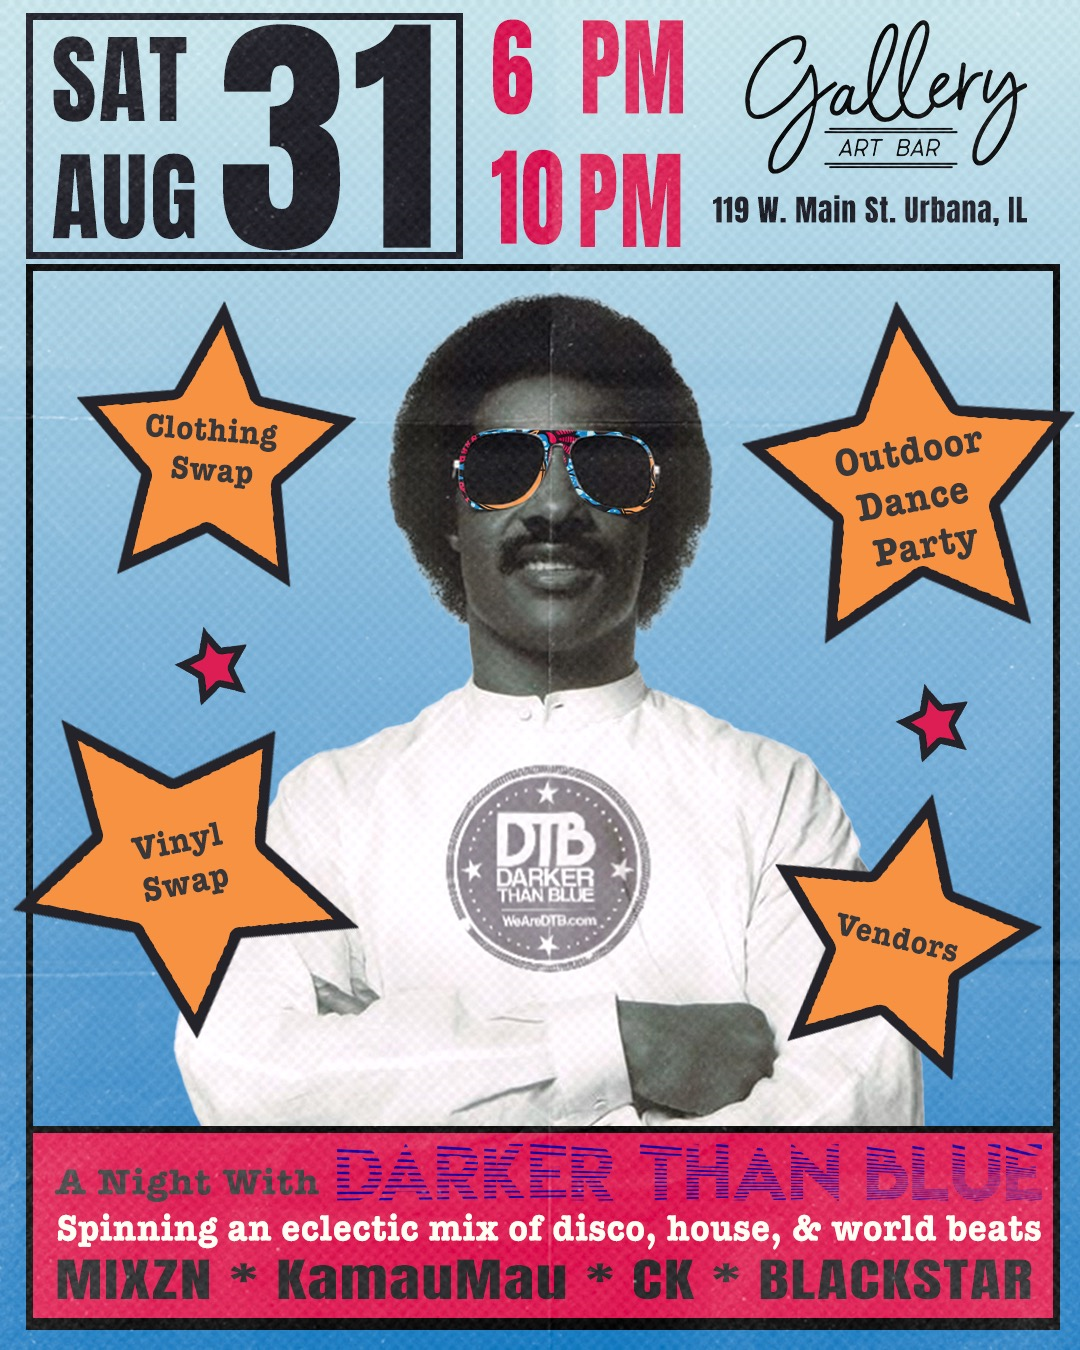 SAT
AUG
31
6 PM
10 PM
Gallery
ART BAR
119 W. Main St. Urbana, IL
Clothing
Swap
Outdoor
Dance
Party
Vinyl
Swap
Vendors
DTB
DARKER
THAN BLUE
WeAreDTB.com
A Night With DARKER THAN BLUE
Spinning an eclectic mix of disco, house, & world beats
MIXZN * KamauMau * CK * BLACKSTAR